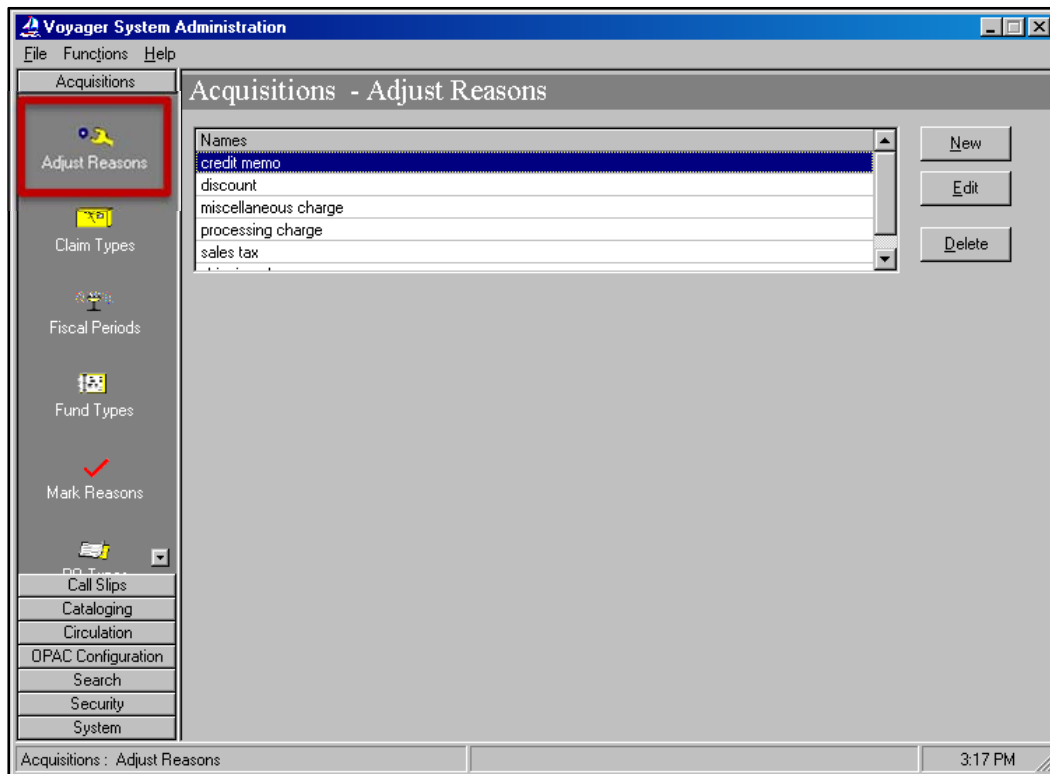 Voyager System Administration
File Functions Help
Acquisitions
Adjust Reasons
Claim Types
Fiscal Periods
Fund Types
Mark Reasons
Call Slips
Cataloging
Circulation
OPAC Configuration
Search
Security
System
Acquisitions - Adjust Reasons
Names
credit memo
discount
miscellaneous charge
processing charge
sales tax
New
Edit
Delete
Acquisitions : Adjust Reasons
3:17 PM